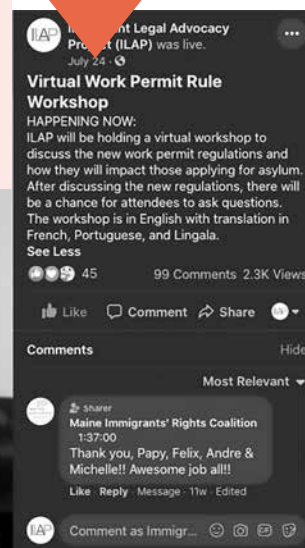 ILAP
nt Legal Advocacy
(ILAP) was live.
July 24
Virtual Work Permit Rule
Workshop
HAPPENING NOW:
ILAP will be holding a virtual workshop to
discuss the new work permit regulations and
how they will impact those applying for asylum.
After discussing the new regulations, there will
be a chance for attendees to ask questions.
The workshop is in English with translation in
French, Portuguese, and Lingala.
See Less
45 99 Comments 2.3K Views
Like Comment Share
Comments Hide
Most Relevant
Sharer
Maine Immigrants' Rights Coalition
1:37:00
Thank you, Papy, Felix, Andre &
Michelle!! Awesome job all!!!
Like · Reply · Message · 11w · Edited
ILAP Comment as Immigr... GIF